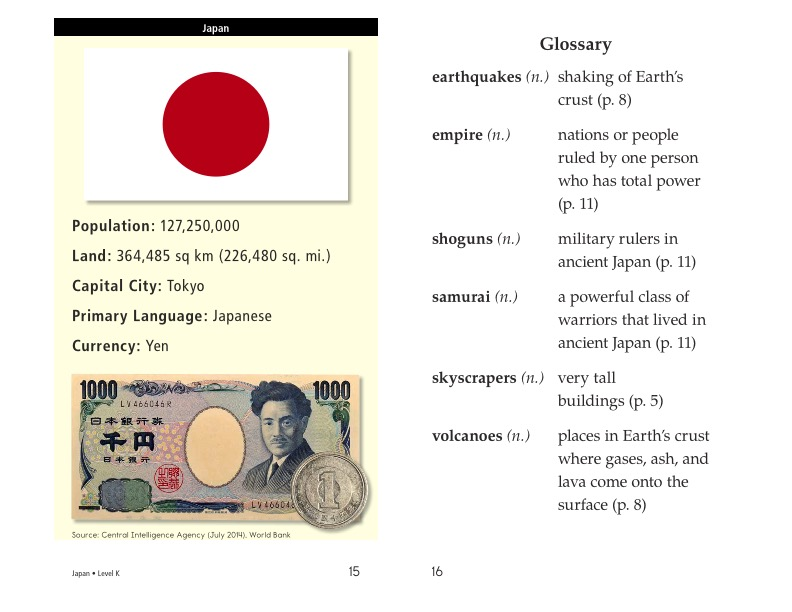 Japan
Population: 127,250,000
Land: 364,485 sq km (226,480 sq. mi.)
Capital City: Tokyo
Primary Language: Japanese
Currency: Yen
1000 1000
LV466046R
日本銀行券
千円
日本銀行
LV46604
1
Source: Central Intelligence Agency (July 2014), World Bank
Japan • Level K 15
Glossary
earthquakes (n.) shaking of Earth’s
crust (p. 8)
empire (n.) nations or people
ruled by one person
who has total power
(p. 11)
shoguns (n.) military rulers in
ancient Japan (p. 11)
samurai (n.) a powerful class of
warriors that lived in
ancient Japan (p. 11)
skyscrapers (n.) very tall
buildings (p. 5)
volcanoes (n.) places in Earth’s crust
where gases, ash, and
lava come onto the
surface (p. 8)
16